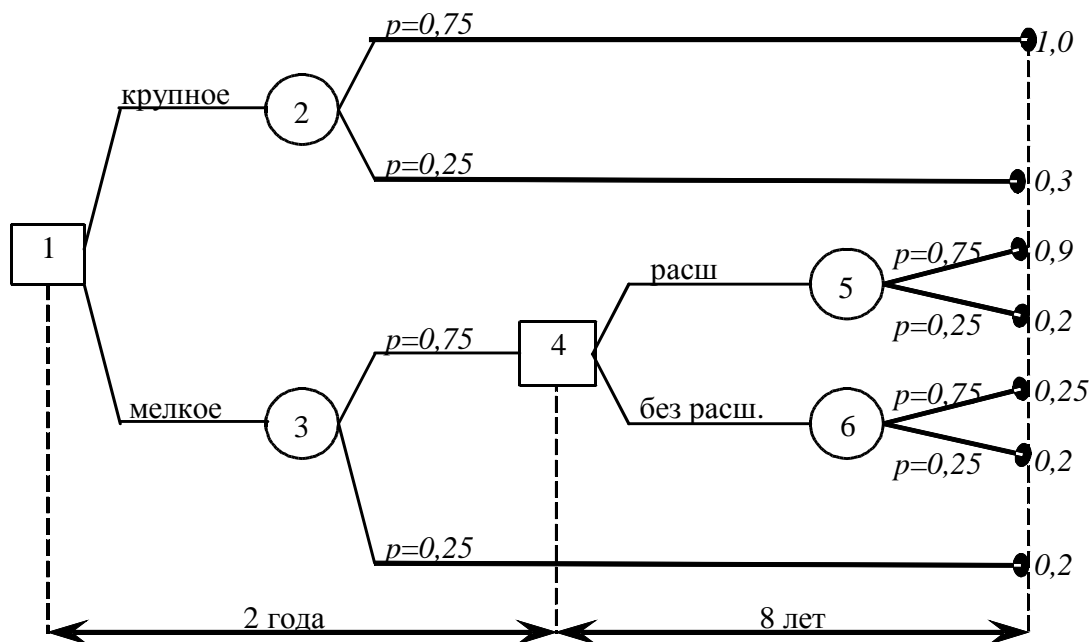 p=0,75
1,0
крупное
2
p=0,25
0,3
1
p=0,75
0,9
расш
5
p=0,25
0,2
p=0,75
4
p=0,75
0,25
мелкое
3
без расш.
6
p=0,25
0,2
p=0,25
0,2
2 года
8 лет